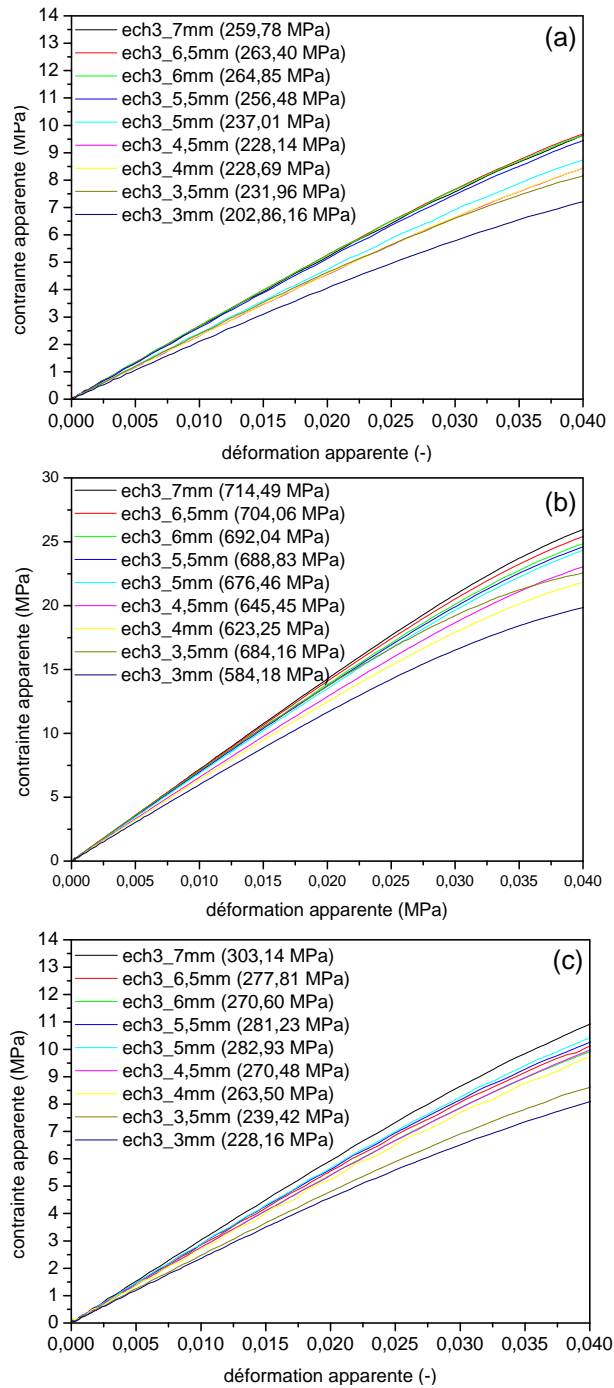 14
13
12
11
10
9
8
7
6
5
4
3
2
1
0
contrainte apparente (MPa)
(a)
ech3_7mm (259,78 MPa)
ech3_6,5mm (263,40 MPa)
ech3_6mm (264,85 MPa)
ech3_5,5mm (256,48 MPa)
ech3_5mm (237,01 MPa)
ech3_4,5mm (228,14 MPa)
ech3_4mm (228,69 MPa)
ech3_3,5mm (231,96 MPa)
ech3_3mm (202,86,16 MPa)
0,000 0,005 0,010 0,015 0,020 0,025 0,030 0,035 0,040
déformation apparente (-)
30
25
20
15
10
5
0
contrainte apparente (MPa)
(b)
ech3_7mm (714,49 MPa)
ech3_6,5mm (704,06 MPa)
ech3_6mm (692,04 MPa)
ech3_5,5mm (688,83 MPa)
ech3_5mm (676,46 MPa)
ech3_4,5mm (645,45 MPa)
ech3_4mm (623,25 MPa)
ech3_3,5mm (684,16 MPa)
ech3_3mm (584,18 MPa)
0,000 0,005 0,010 0,015 0,020 0,025 0,030 0,035 0,040
déformation apparente (MPa)
14
13
12
11
10
9
8
7
6
5
4
3
2
1
0
contrainte apparente (MPa)
(c)
ech3_7mm (303,14 MPa)
ech3_6,5mm (277,81 MPa)
ech3_6mm (270,60 MPa)
ech3_5,5mm (281,23 MPa)
ech3_5mm (282,93 MPa)
ech3_4,5mm (270,48 MPa)
ech3_4mm (263,50 MPa)
ech3_3,5mm (239,42 MPa)
ech3_3mm (228,16 MPa)
0,000 0,005 0,010 0,015 0,020 0,025 0,030 0,035 0,040
déformation apparente (-)